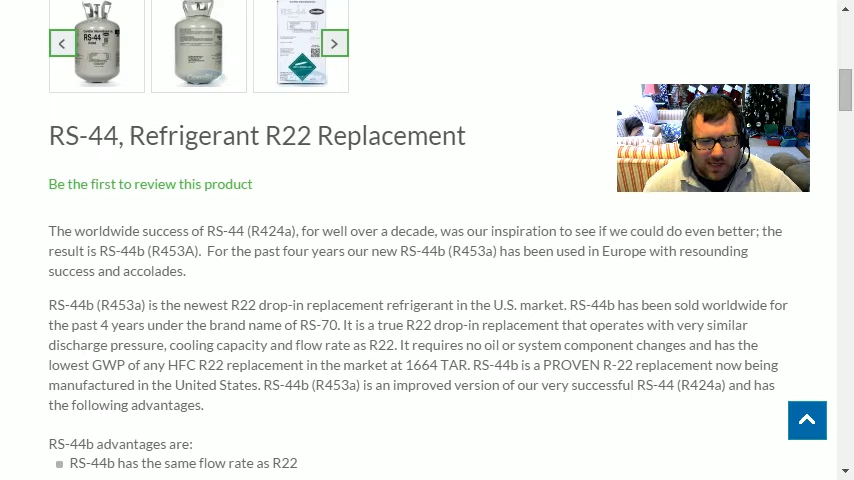 RS-44
RS-44
RS-44, Refrigerant R22 Replacement
Be the first to review this product
The worldwide success of RS-44 (R424a), for well over a decade, was our inspiration to see if we could do even better; the
result is RS-44b (R453A).  For the past four years our new RS-44b (R453a) has been used in Europe with resounding
success and accolades.
RS-44b (R453a) is the newest R22 drop-in replacement refrigerant in the U.S. market. RS-44b has been sold worldwide for
the past 4 years under the brand name of RS-70. It is a true R22 drop-in replacement that operates with very similar
discharge pressure, cooling capacity and flow rate as R22. It requires no oil or system component changes and has the
lowest GWP of any HFC R22 replacement in the market at 1664 TAR. RS-44b is a PROVEN R-22 replacement now being
manufactured in the United States. RS-44b (R453a) is an improved version of our very successful RS-44 (R424a) and has
the following advantages.
RS-44b advantages are:
RS-44b has the same flow rate as R22